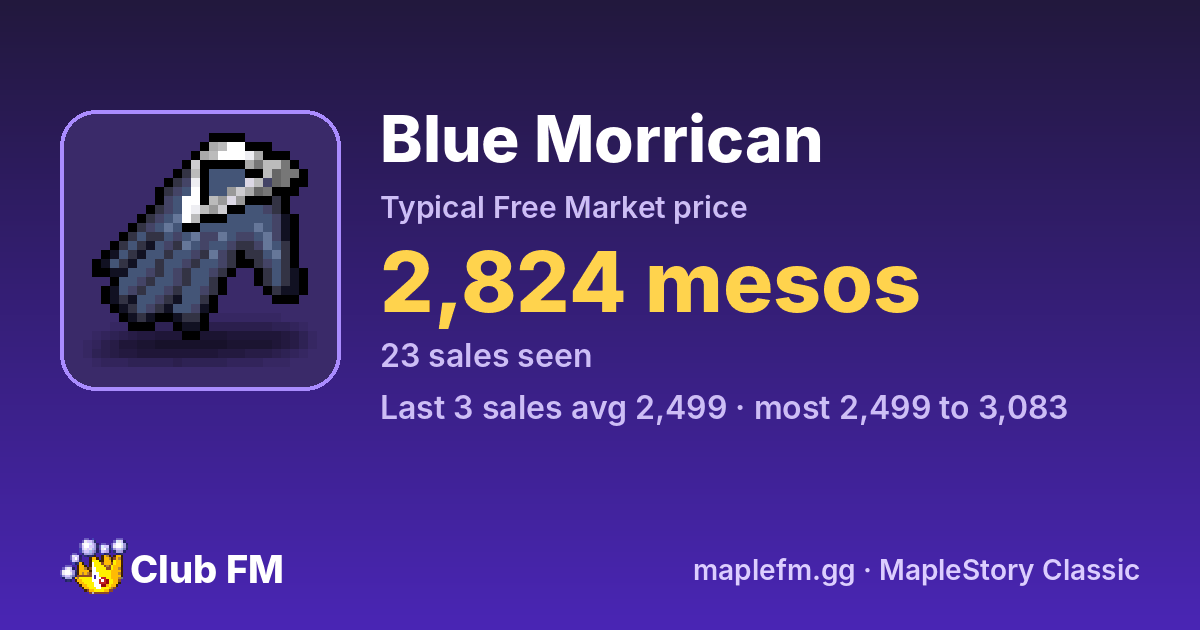 Blue Morrican
Typical Free Market price
2,824 mesos
23 sales seen
Last 3 sales avg 2,499 · most 2,499 to 3,083
Club FM
maplefm.gg · MapleStory Classic